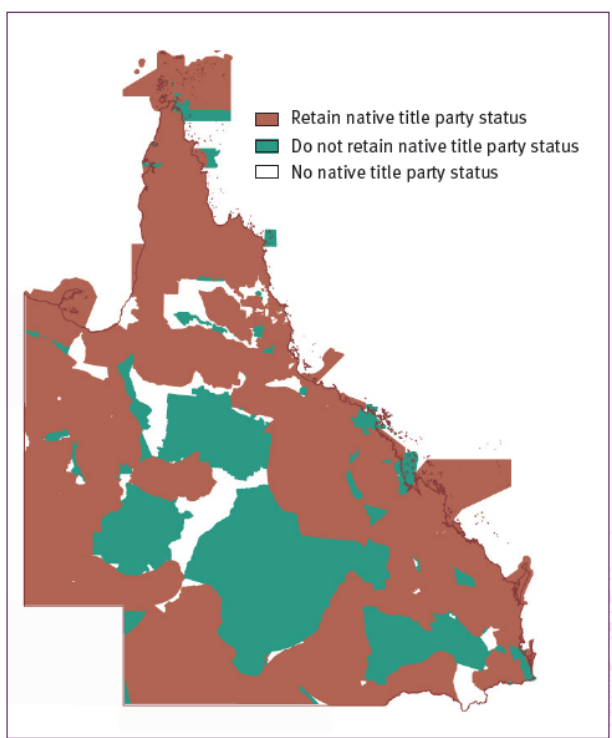 Retain native title party status
Do not retain native title party status
No native title party status